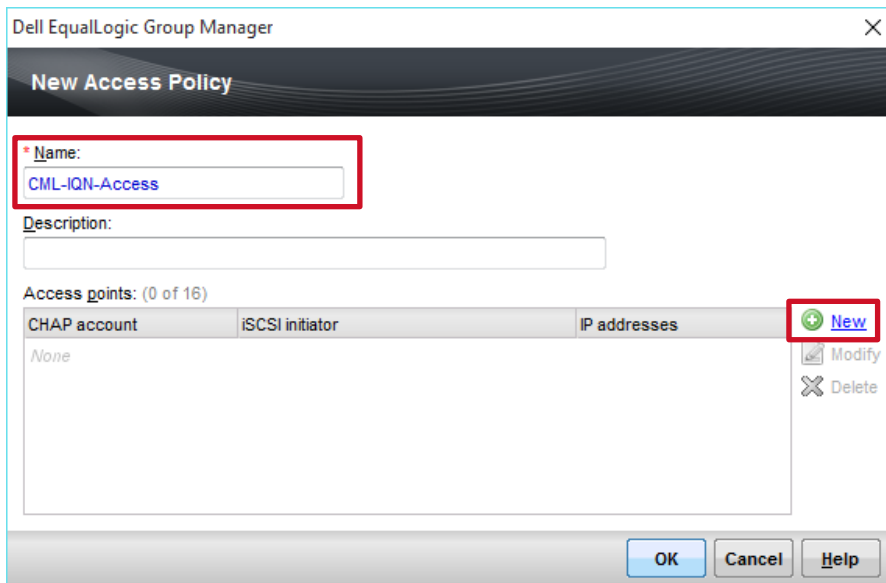 Dell EqualLogic Group Manager
New Access Policy
* Name:
CML-IQN-Access
Description:
Access points: (0 of 16)
CHAP account iSCSI initiator IP addresses
New
None
Modify
Delete
OK Cancel Help